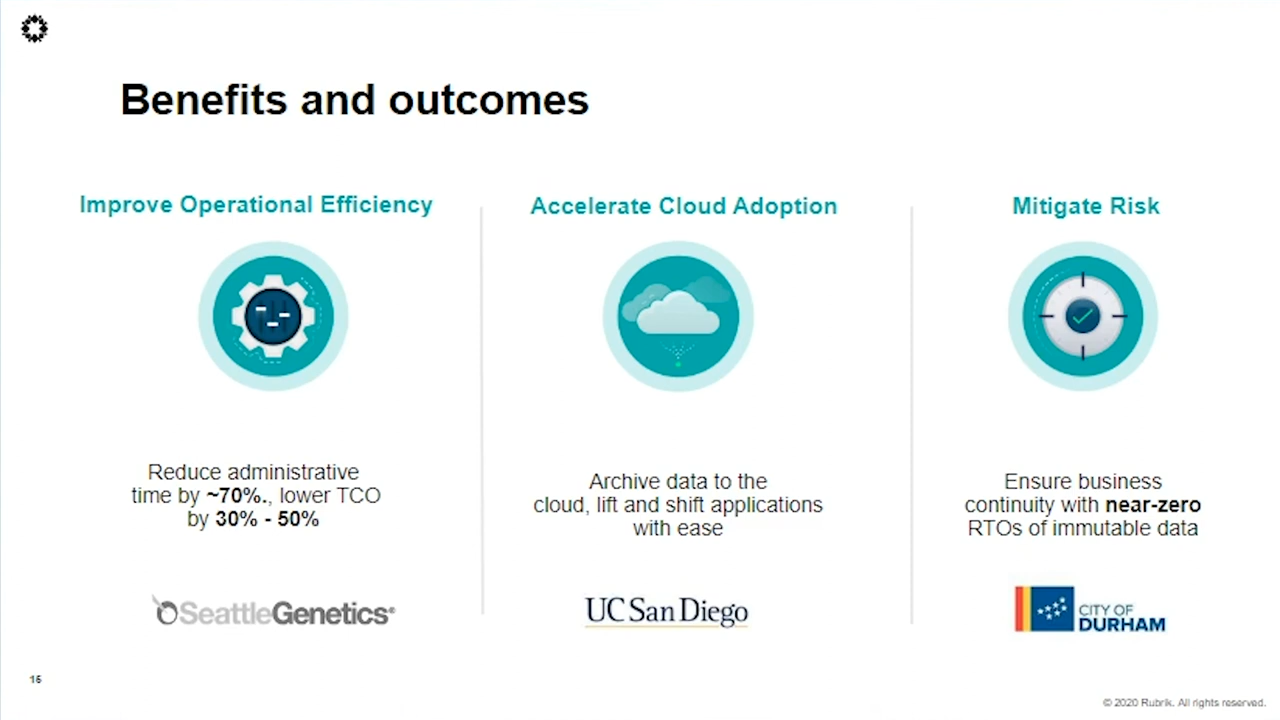 Benefits and outcomes
Improve Operational Efficiency
Reduce administrative
time by ~70%., lower TCO
by 30% - 50%
SeattleGenetics®
Accelerate Cloud Adoption
Archive data to the
cloud, lift and shift applications
with ease
UC San Diego
Mitigate Risk
Ensure business
continuity with near-zero
RTOs of immutable data
CITY OF
DURHAM
15
© 2020 Rubrik. All rights reserved.